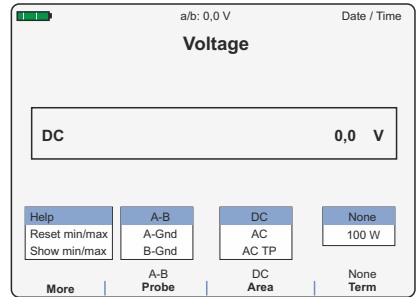 a/b: 0,0 V Date / Time
Voltage
DC 0,0 V
Help A-B DC None
Reset min/max A-Gnd AC 100 W
Show min/max B-Gnd AC TP
A-B DC None
More Probe Area Term